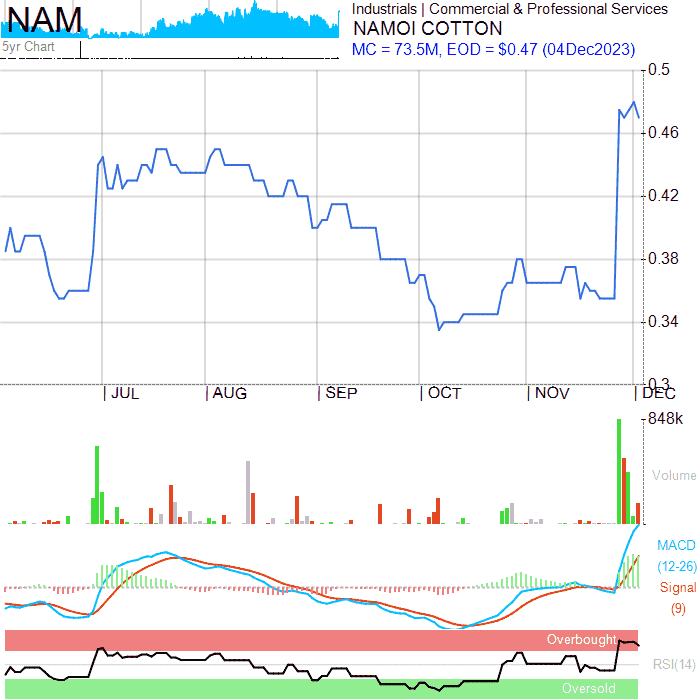 NAM
5yr Chart
Industrials | Commercial & Professional Services
NAMOI COTTON
MC = 73.5M, EOD = $0.47 (04Dec2023)
0.5
0.46
0.42
0.38
0.34
0.3
JUL AUG SEP OCT NOV DEC
848k
Volume
MACD
(12-26)
Signal
(9)
Overbought
RSI(14)
Oversold